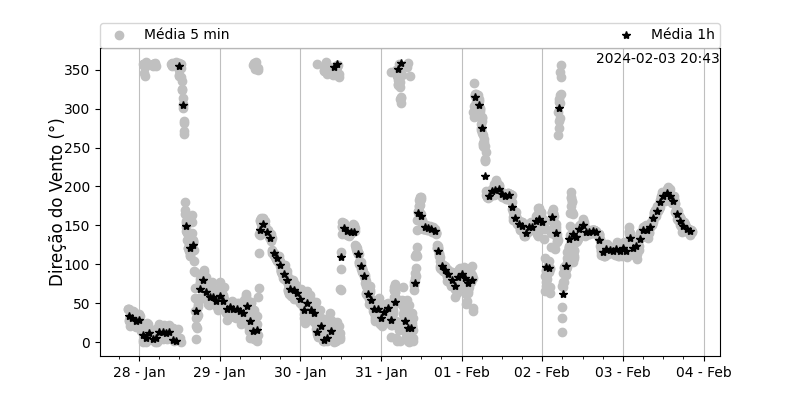 Média 5 min
Média 1h
2024-02-03 20:43
Direção do Vento (°)
350
300
250
200
150
100
50
0
28 - Jan
29 - Jan
30 - Jan
31 - Jan
01 - Feb
02 - Feb
03 - Feb
04 - Feb